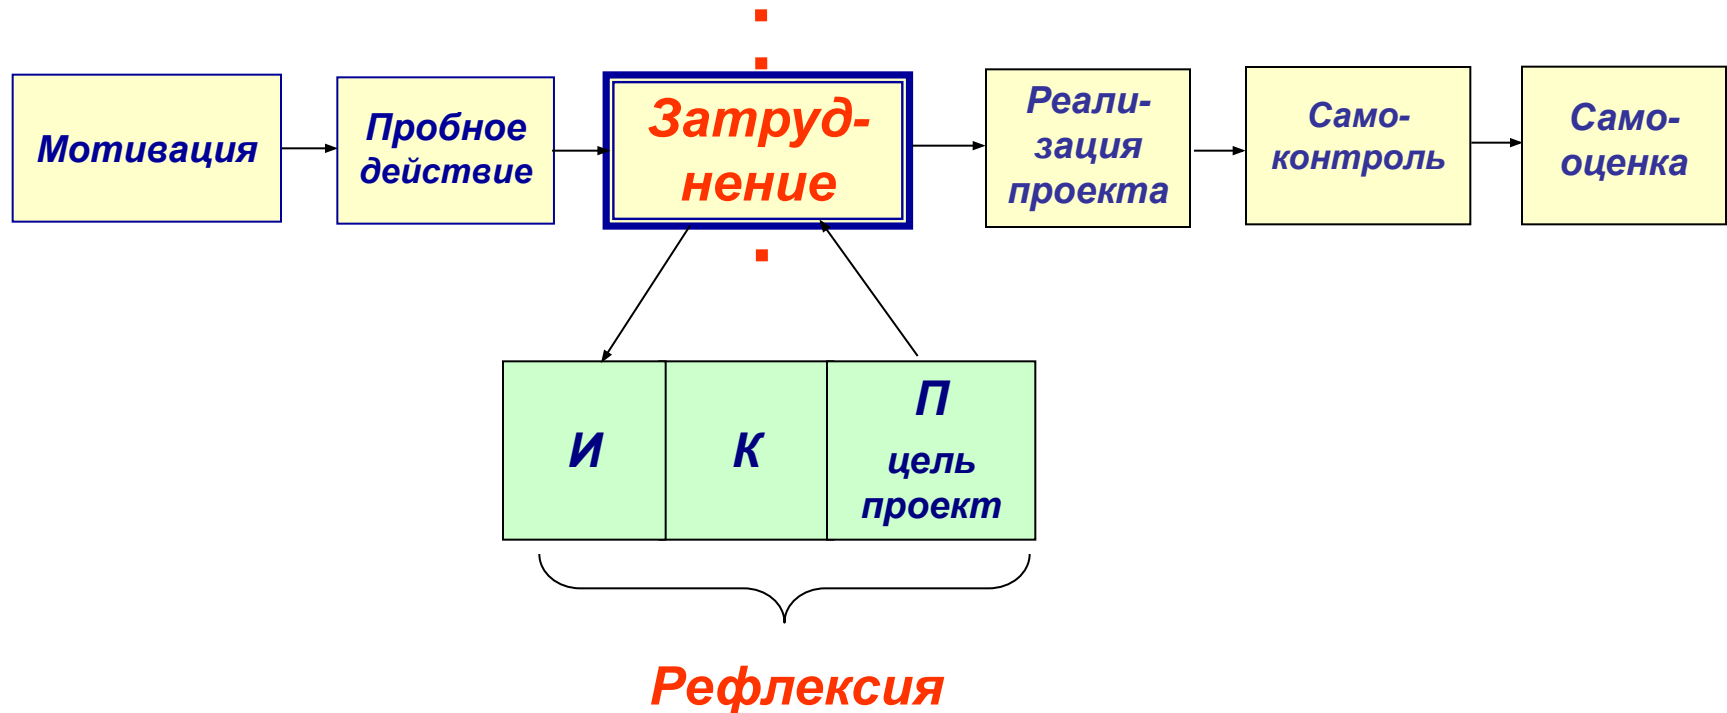 Мотивация
Пробное
действие
Затруд-
нение
Реали-
зация
проекта
Само-
контроль
Само-
оценка
И
К
П
цель
проект
Рефлексия